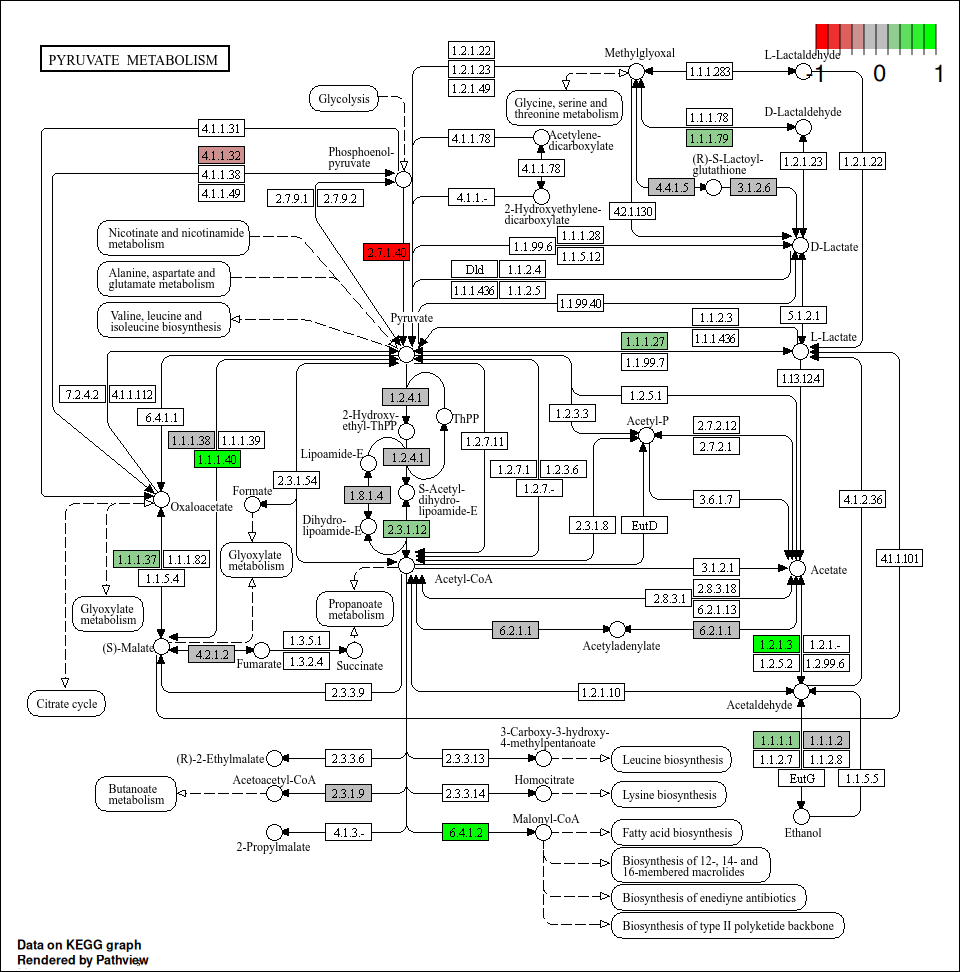 PYRUVATE METABOLISM
-1 0 1
1.2.1.22
1.2.1.23
1.2.1.49
Methylglyoxal
1.1.1.283
L-Lactaldehyde
Glycolysis
Glycine, serine and
threonine metabolism
1.1.1.78
1.1.1.79
D-Lactaldehyde
4.1.1.31
4.1.1.32
4.1.1.38
4.1.1.49
Phosphoenol-
pyruvate
4.1.1.78
Acetylene-
dicarboxylate
4.1.1.78
(R)-S-Lactoyl-
glutathione
1.2.1.23
1.2.1.22
2.7.9.1
2.7.9.2
4.1.1.-
2-Hydroxyethylene-
dicarboxylate
4.4.1.5
3.1.2.6
4.2.1.130
Nicotinate and nicotinamide
metabolism
2.7.1.40
1.1.99.6
1.1.1.28
1.1.5.12
D-Lactate
Alanine, aspartate and
glutamate metabolism
Dld
1.1.2.4
1.1.1.436
1.1.2.5
1.1.99.40
Valine, leucine and
isoleucine biosynthesis
Pyruvate
1.1.2.3
1.1.1.436
5.1.2.1
L-Lactate
1.1.1.27
1.1.99.7
1.13.12.4
7.2.4.2
4.1.1.112
6.4.1.1
1.2.4.1
1.2.5.1
1.2.3.3
2-Hydroxy-
ethyl-ThPP
ThPP
Acetyl-P
2.7.2.12
2.7.2.1
1.1.1.38
1.1.1.39
1.1.1.40
1.2.7.11
Lipoamide-E
1.2.4.1
1.2.7.1
1.2.3.6
1.2.7.-
2.3.1.54
Formate
1.8.1.4
S-Acetyl-
dihydro-
lipoamide-E
3.6.1.7
4.1.2.36
Oxaloacetate
Dihydro-
lipoamide-E
2.3.1.12
2.3.1.8
EutD
1.1.1.37
1.1.1.82
1.1.5.4
Glyoxylate
metabolism
4.1.1.101
Acetyl-CoA
3.1.2.1
Acetate
Glyoxylate
metabolism
Propanoate
metabolism
2.8.3.1
2.8.3.18
6.2.1.13
6.2.1.1
Acetyladenylate
6.2.1.1
(S)-Malate
4.2.1.2
Fumarate
1.3.5.1
1.3.2.4
Succinate
1.2.1.3
1.2.1.-
1.2.5.2
1.2.99.6
Citrate cycle
2.3.3.9
1.2.1.10
Acetaldehyde
(R)-2-Ethylmalate
2.3.3.6
2.3.3.13
3-Carboxy-3-hydroxy-
4-methylpentanoate
Leucine biosynthesis
1.1.1.1
1.1.1.2
1.1.2.7
1.1.2.8
EutG
1.1.5.5
Butanoate
metabolism
Acetoacetyl-CoA
2.3.1.9
2.3.3.14
Homocitrate
Lysine biosynthesis
Ethanol
2-Propylmalate
4.1.3.-
6.4.1.2
Malonyl-CoA
Fatty acid biosynthesis
Biosynthesis of 12-, 14- and
16-membered macrolides
Biosynthesis of enediyne antibiotics
Biosynthesis of type II polyketide backbone
Data on KEGG graph
Rendered by Pathview